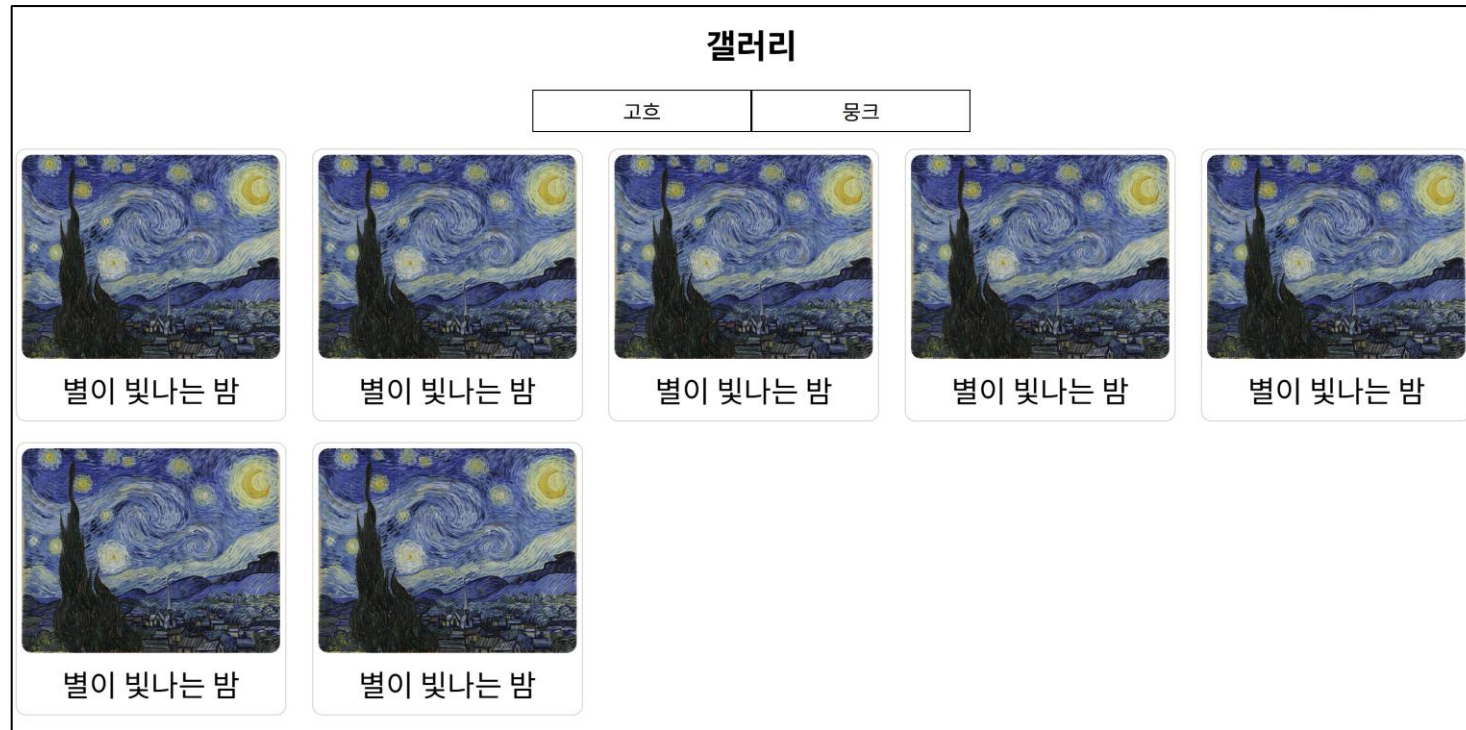 갤러리
고흐 뭉크
별이 빛나는 밤 별이 빛나는 밤 별이 빛나는 밤 별이 빛나는 밤 별이 빛나는 밤
별이 빛나는 밤 별이 빛나는 밤